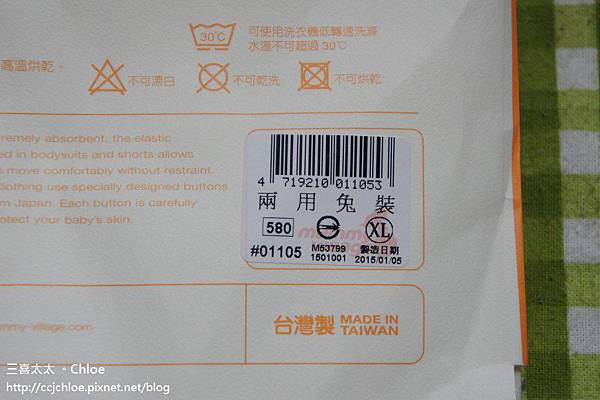 30℃
可使用洗衣機低轉速洗滌
水溫不可超過 30℃
高溫烘乾。
不可漂白
不可乾洗
不可烘乾
tremely absorbent, the elastic
ed in bodysuits and shorts allows
move comfortably without restraint.
Clothing use specially designed buttons
m Japan. Each button is carefully
otect your baby's skin.
4 719210 011053
兩用兔裝
580
XL
#01105
M53799
1501001
製造日期
2015/01/05
mmy-village.com
台灣製 MADE IN TAIWAN
三喜太太 。Chloe
http://ccjchloe.pixnet.net/blog